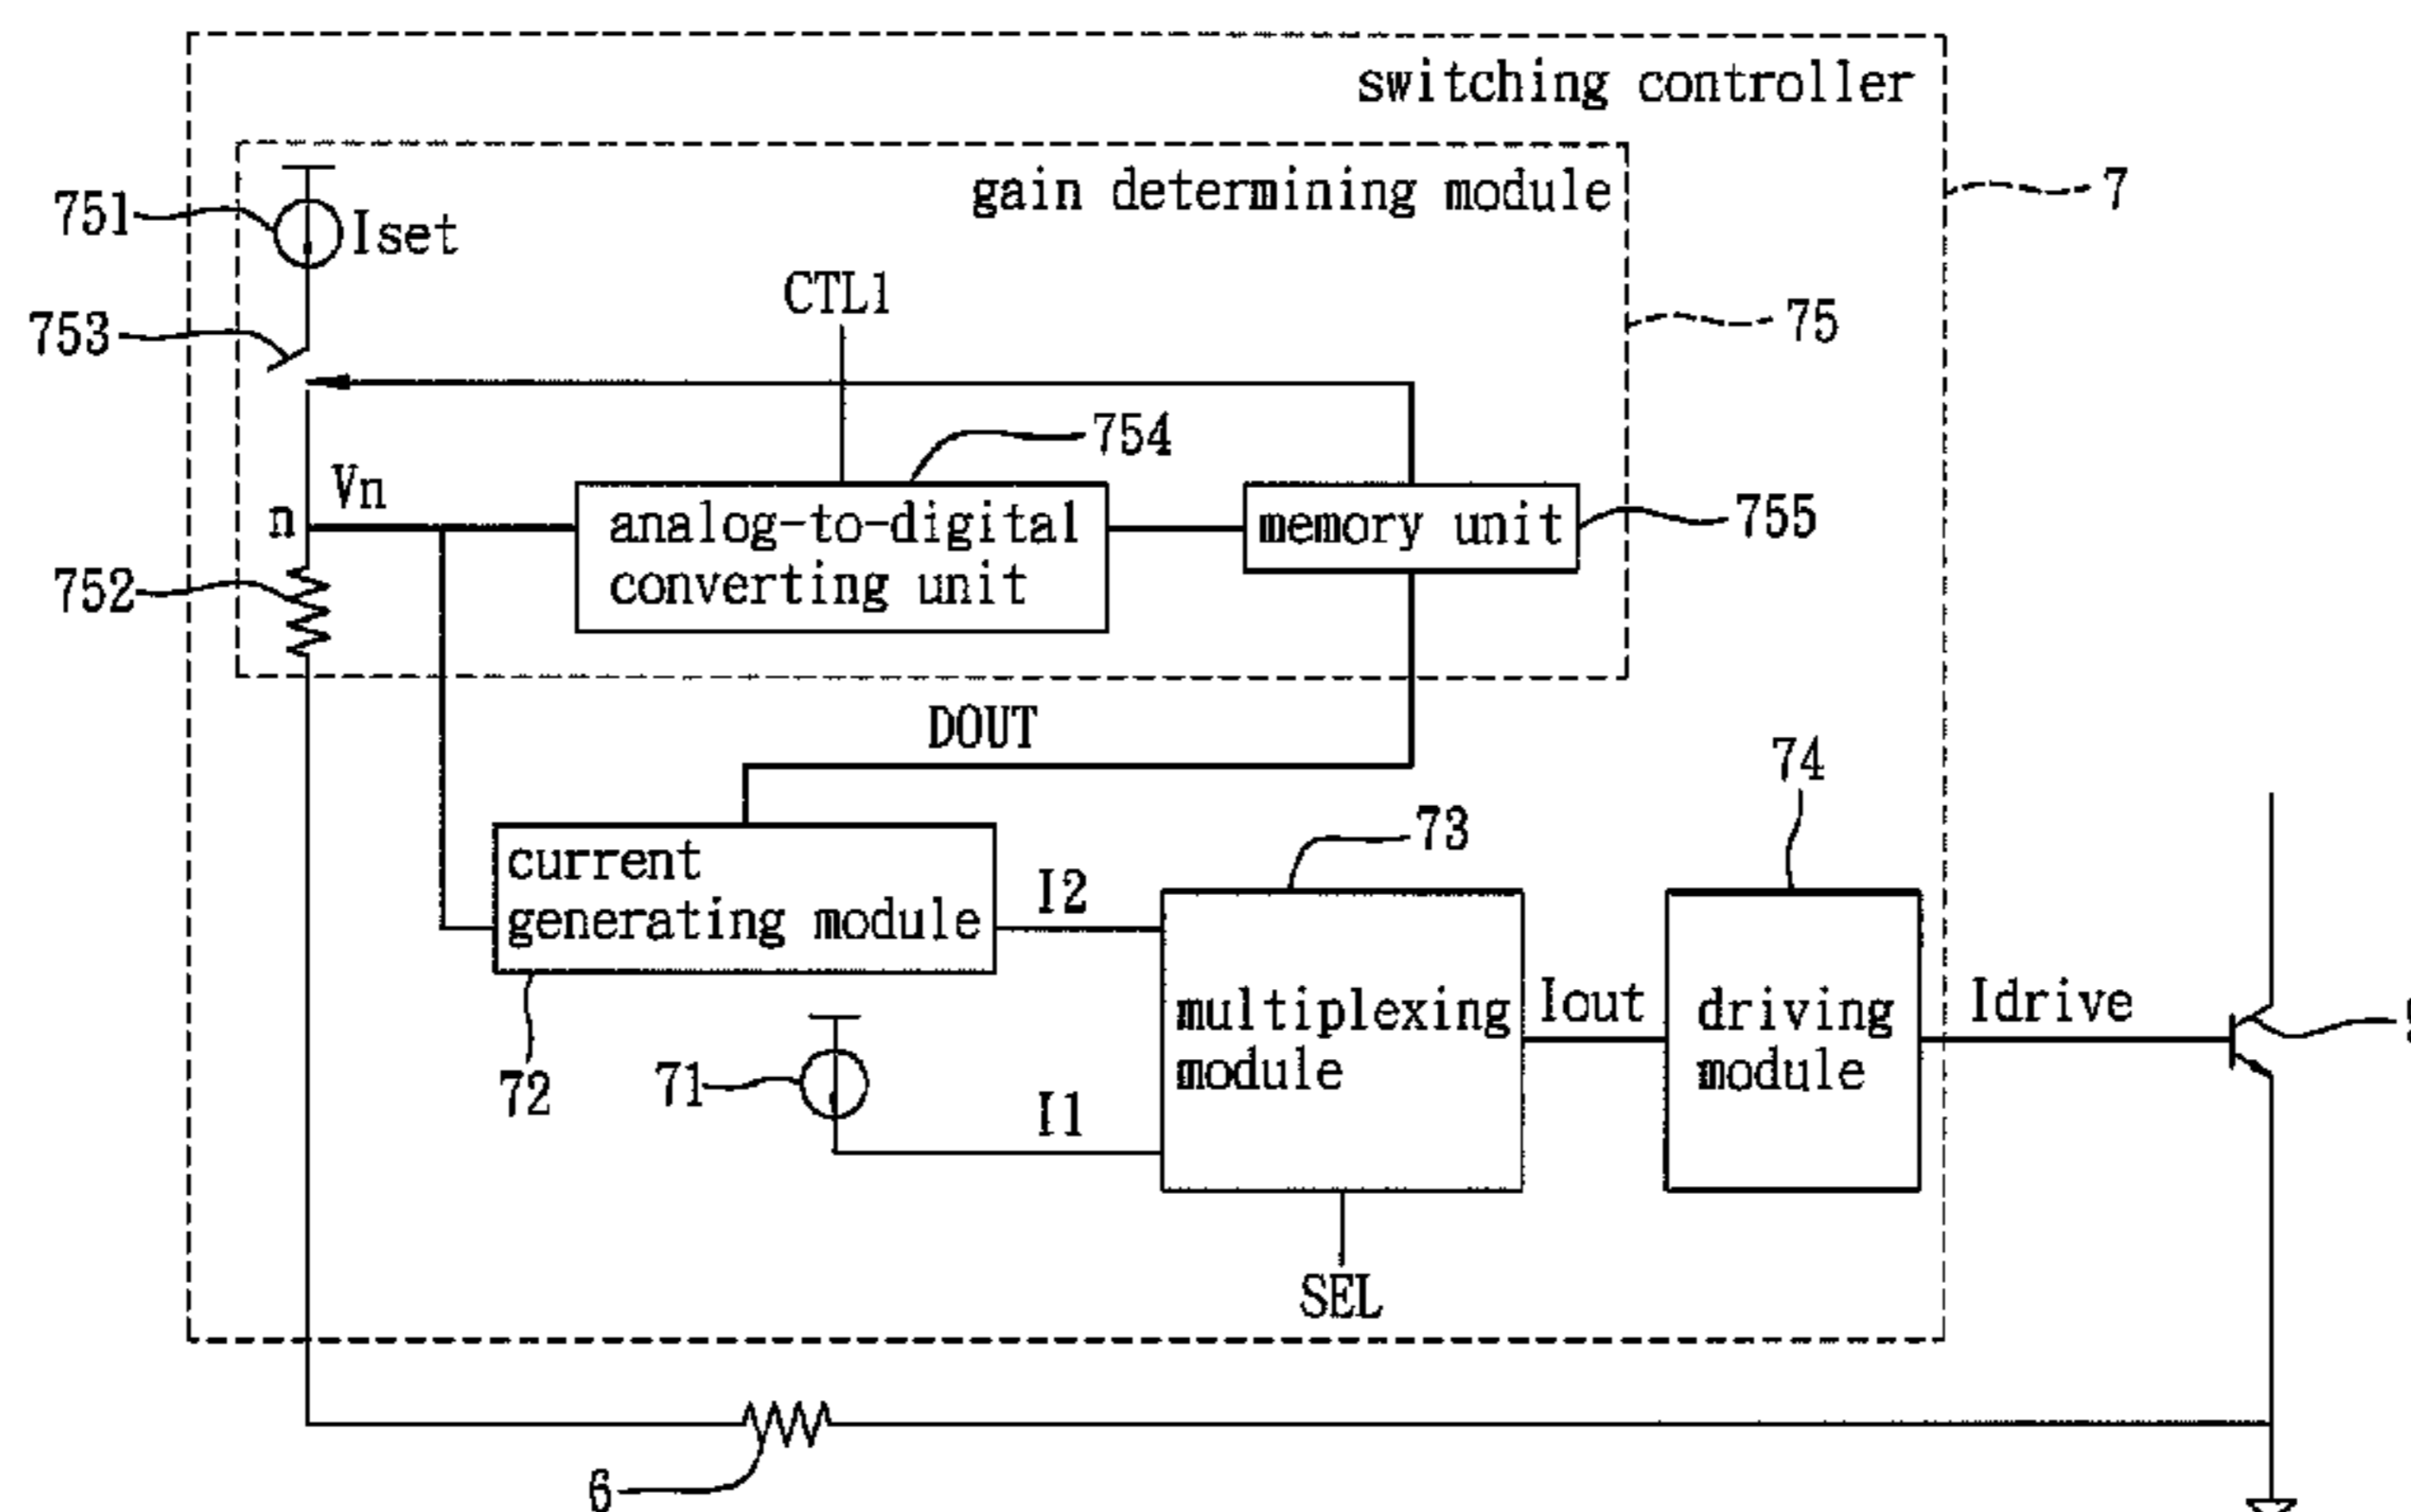 switching controller
gain determining module
7
751
Iset
753
CTL1
75
754
Vn
n
analog-to-digital
converting unit
memory unit
755
752
DOUT
74
73
current
generating module
I2
72
71
I1
multiplexing
module
Iout
driving
module
Idrive
SEL
6